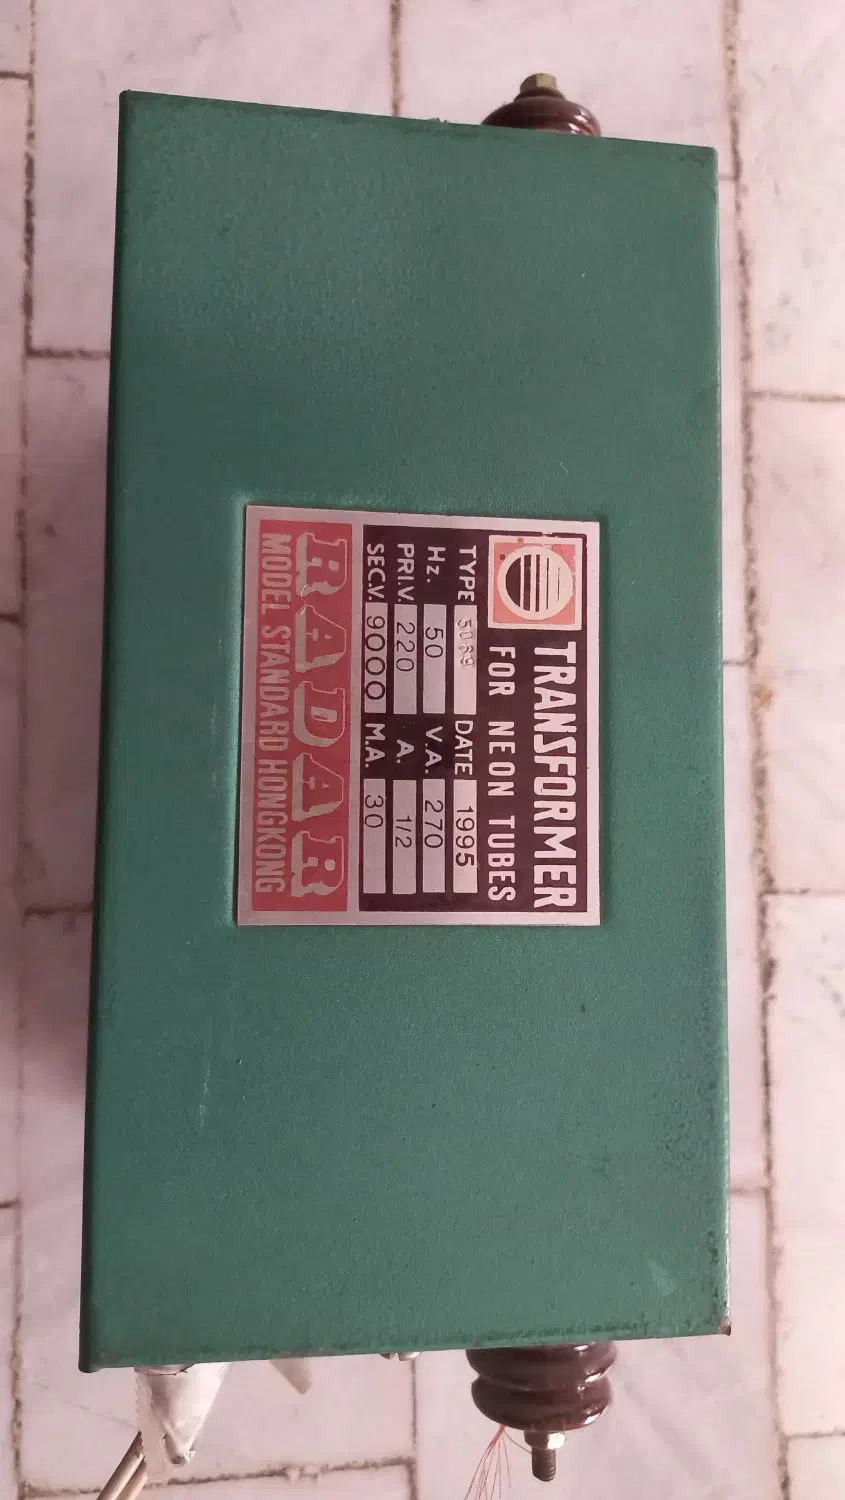 TRANSFORMER
FOR NEON TUBES
TYPE 5063 DATE 1995
Hz. 50 V.A. 270
PRI.V. 220 A. 1/2
SEC.V. 9000 M.A. 30
RADAR
MODEL STANDARD HONGKONG